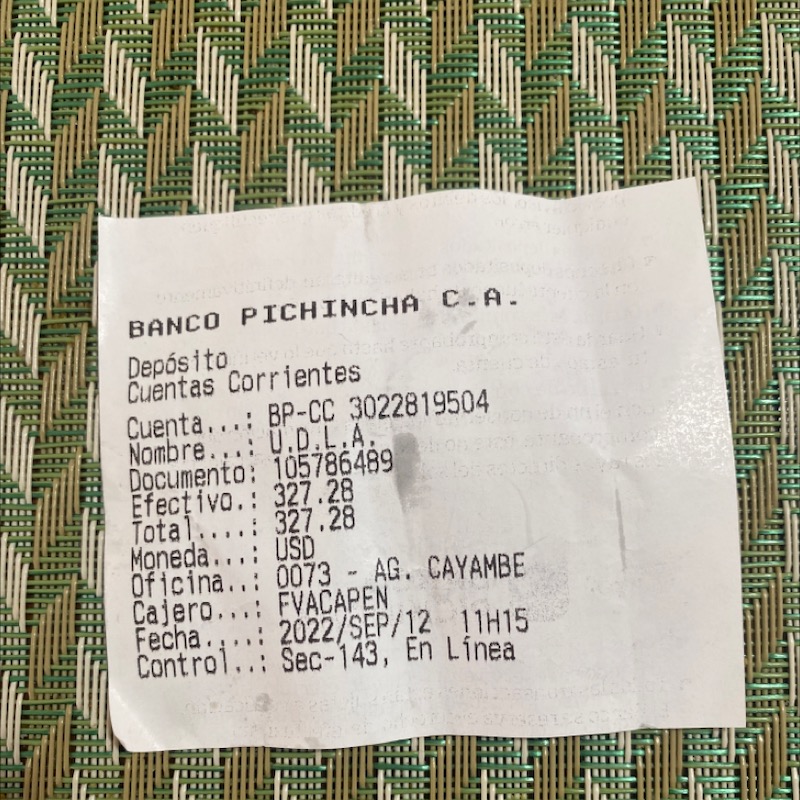 BANCO PICHINCHA C.A.
Depósito
Cuentas Corrientes
Cuenta...: BP-CC 3022819504
Nombre...: U.D.L.A.
Documento: 105786489
Efectivo.: 327.28
Total....: 327.28
Moneda...: USD
Oficina..: 0073 - AG. CAYAMBE
Cajero...: FVACAPEN
Fecha....: 2022/SEP/12 11H15
Control..: Sec-143, En Línea